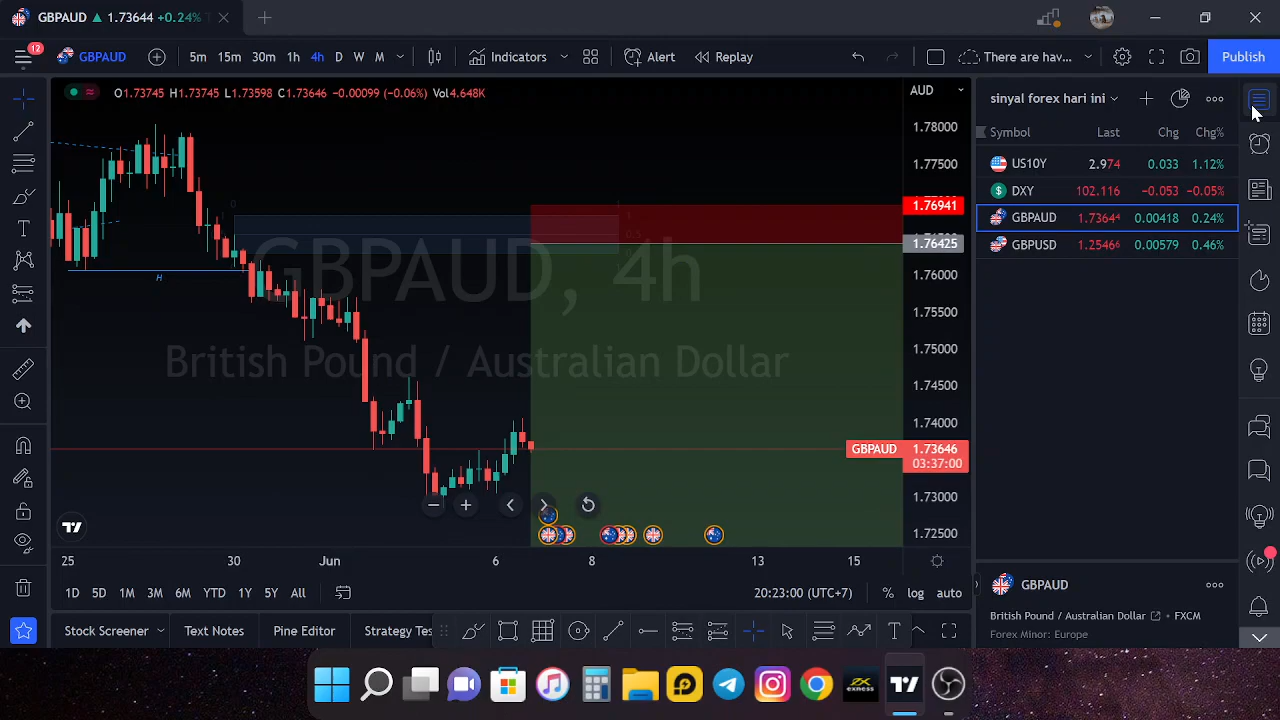 GBPAUD ▲ 1.73644 +0.24%
12
GBPAUD
5m 15m 30m 1h 4h D W M
Indicators
Alert
Replay
There are hav...
Publish
O1.73745 H1.73745 L1.73598 C1.73646 −0.00099 (−0.06%) Vol4.648K
AUD
1.78000
1.77500
1.76941
1.76425
1.76000
1.75500
1.75000
1.74500
1.74000
GBPAUD 1.73646
03:37:00
1.73000
1.72500
0
0.5
H
GBPAUD, 4h
British Pound / Australian Dollar
25 30 Jun 6 8 13 15
1D 5D 1M 3M 6M YTD 1Y 5Y All
20:23:00 (UTC+7)
% log auto
Stock Screener
Text Notes
Pine Editor
Strategy Tes
sinyal forex hari ini
Symbol Last Chg Chg%
US10Y 2.974 0.033 1.12%
DXY 102.116 −0.053 −0.05%
GBPAUD 1.73644 0.00418 0.24%
GBPUSD 1.25466 0.00579 0.46%
GBPAUD
British Pound / Australian Dollar • FXCM
Forex Minor: Europe
exness